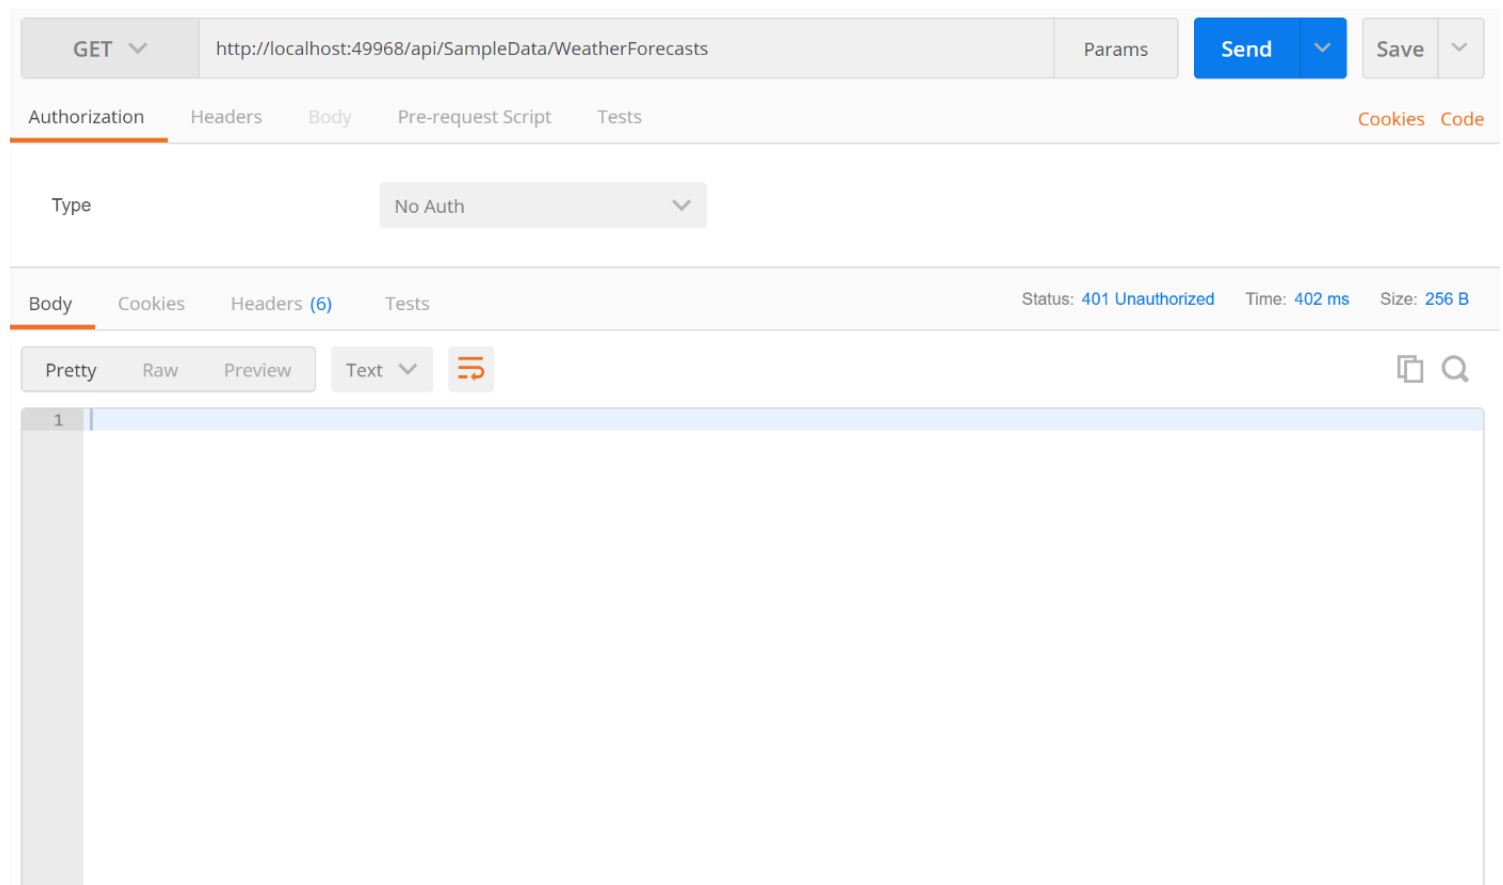 GET http://localhost:49968/api/SampleData/WeatherForecasts Params Send Save
Authorization Headers Body Pre-request Script Tests Cookies Code
Type No Auth
Body Cookies Headers (6) Tests Status: 401 Unauthorized Time: 402 ms Size: 256 B
Pretty Raw Preview Text
1